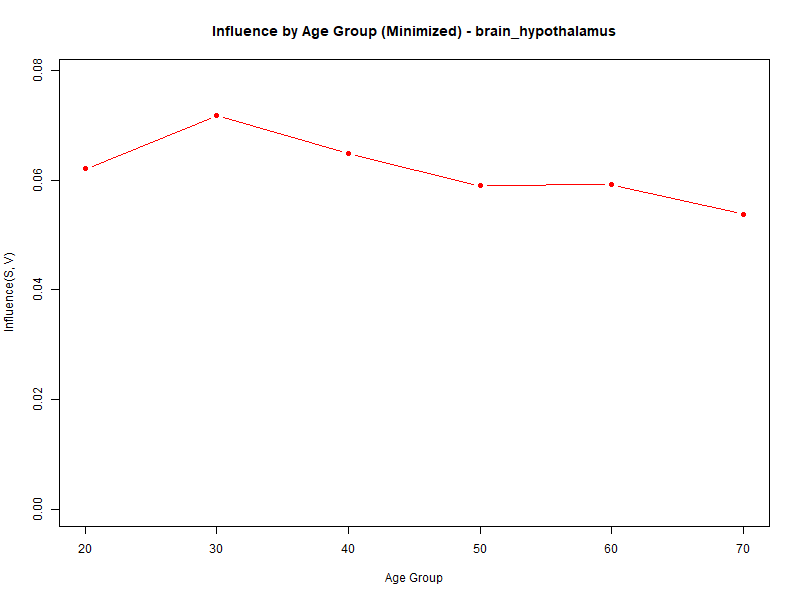 Influence by Age Group (Minimized) - brain_hypothalamus
Influence(S, V)
0.08
0.06
0.04
0.02
0.00
20 30 40 50 60 70
Age Group